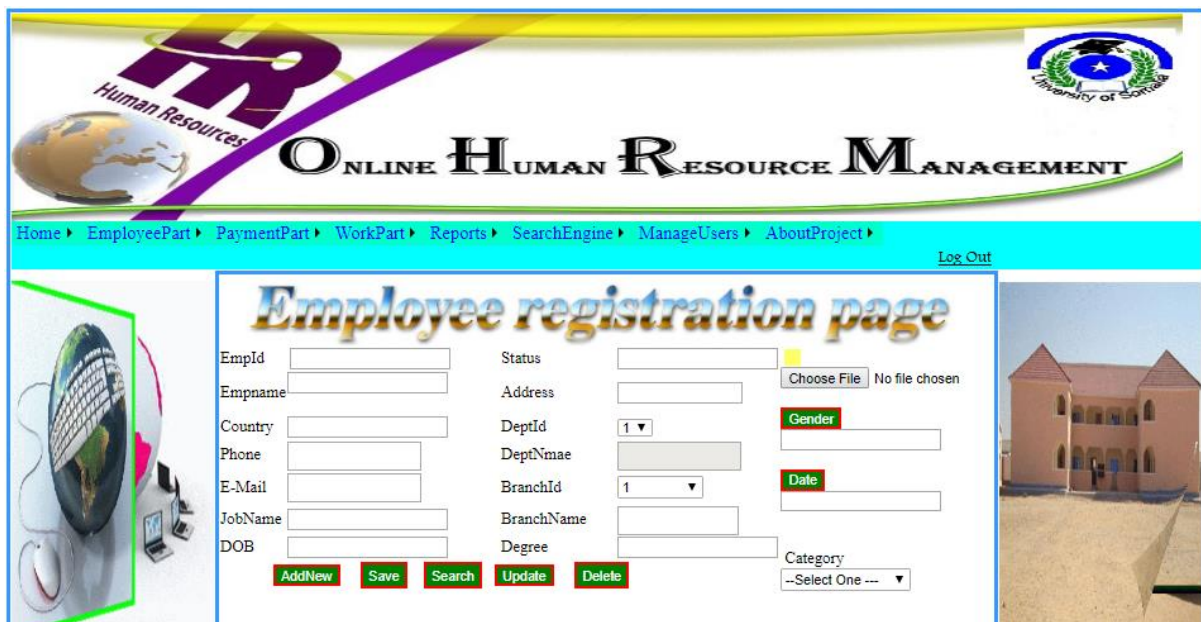 HR
Human Resources
University of Somalia
ONLINE HUMAN RESOURCE MANAGEMENT
Home EmployeePart PaymentPart WorkPart Reports SearchEngine ManageUsers AboutProject
Log Out
Employee registration page
EmpId
Status
Choose File No file chosen
Empname
Address
Country
DeptId 1
Gender
Phone
DeptNmae
E-Mail
BranchId 1
Date
JobName
BranchName
DOB
Degree
Category
--Select One ---
AddNew Save Search Update Delete